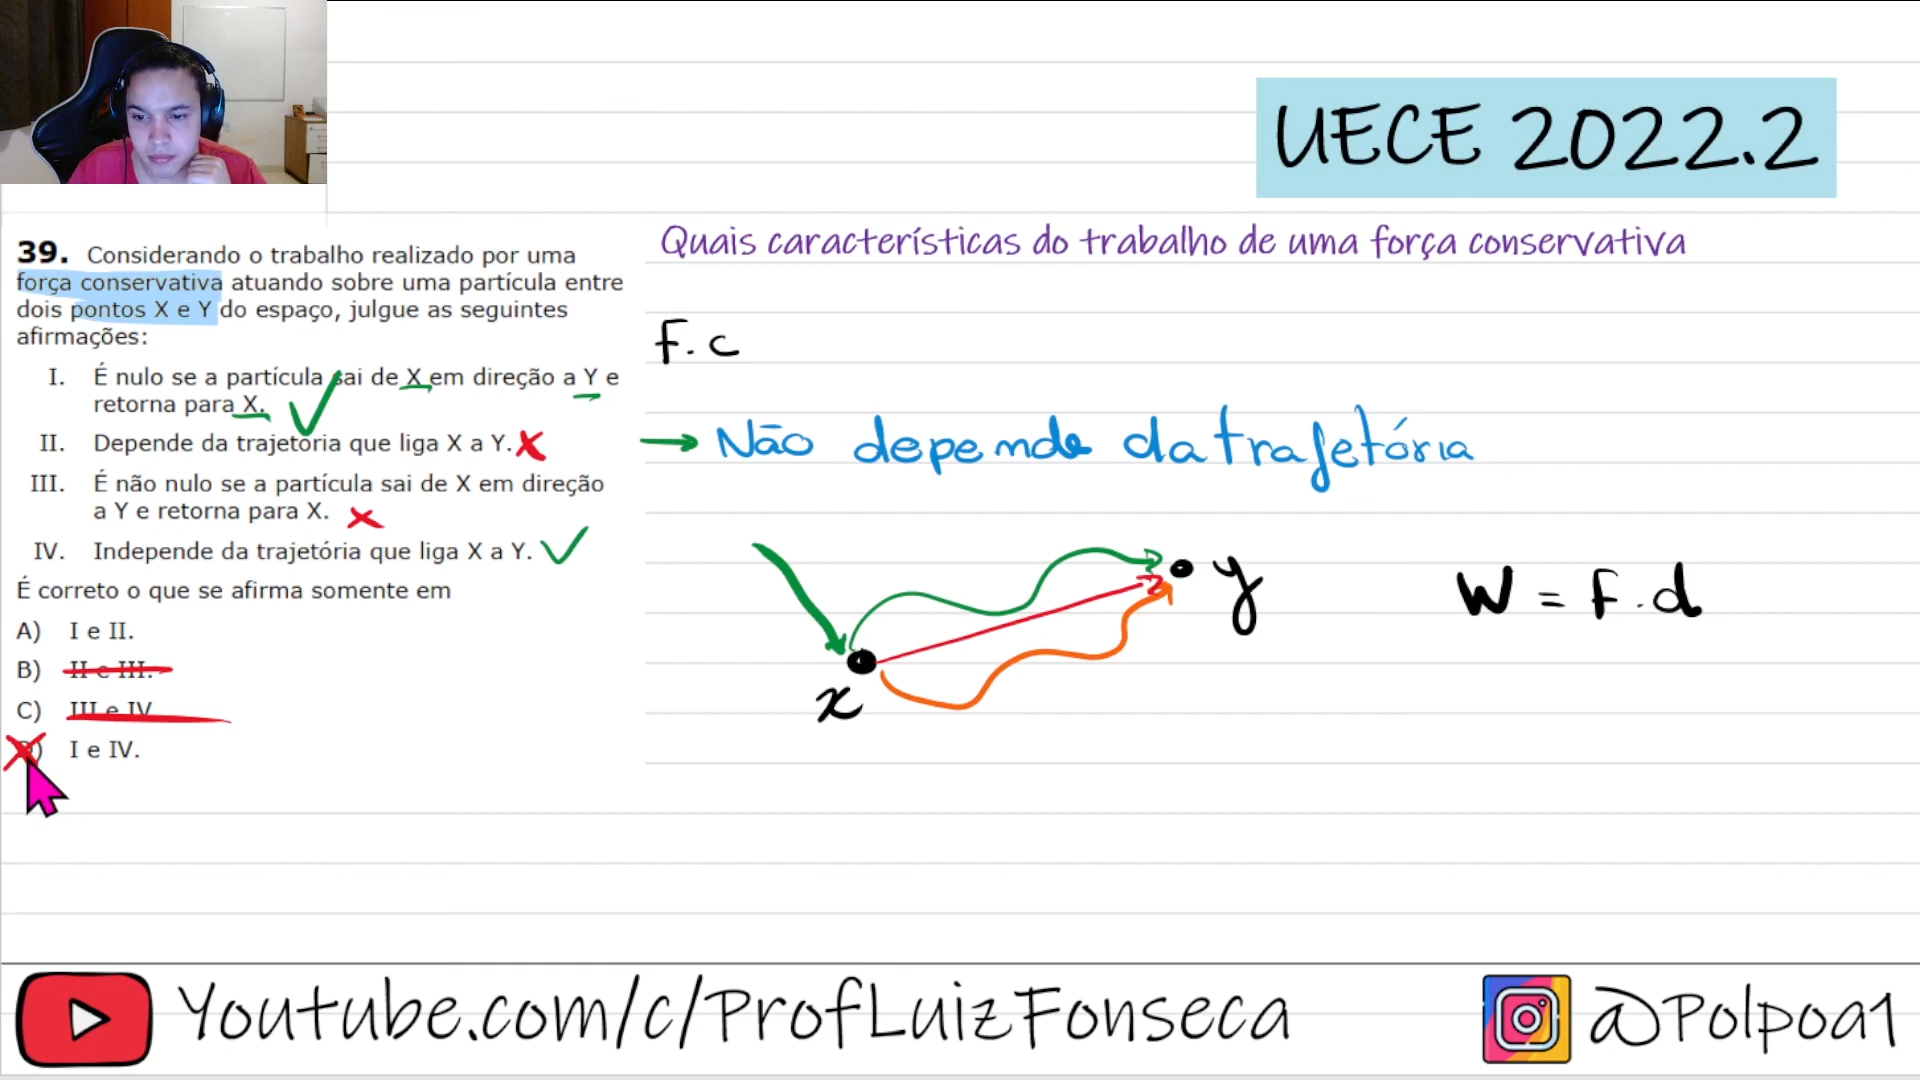 UECE 2022.2
Quais características do trabalho de uma força conservativa
39. Considerando o trabalho realizado por uma
força conservativa atuando sobre uma partícula entre
dois pontos X e Y do espaço, julgue as seguintes
afirmações:
I. É nulo se a partícula sai de X em direção a Y e
retorna para X.
II. Depende da trajetória que liga X a Y.
III. É não nulo se a partícula sai de X em direção
a Y e retorna para X.
IV. Independe da trajetória que liga X a Y.
É correto o que se afirma somente em
A) I e II.
B) II e III.
C) III e IV.
D) I e IV.
F. c
→ Não depende da trajetória
y
x
W = F.d
Youtube.com/c/ProfLuizFonseca
@Polpoa1